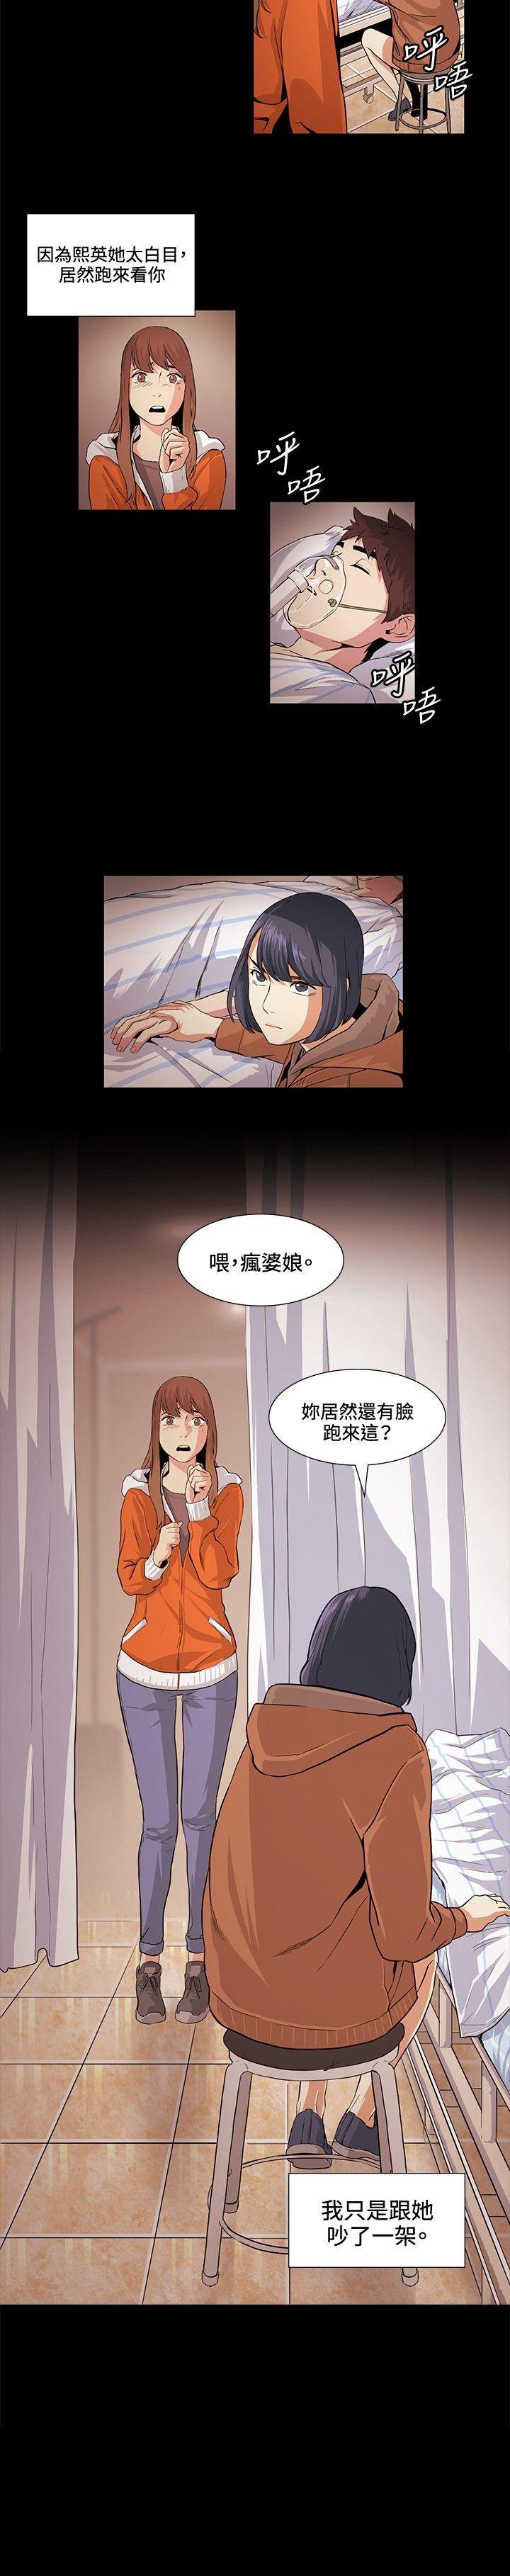 呼
唔
因為熙英她太白目，
居然跑來看你
呼
唔
呼
唔
喂，瘋婆娘。
妳居然還有臉
跑來這？
我只是跟她
吵了一架。